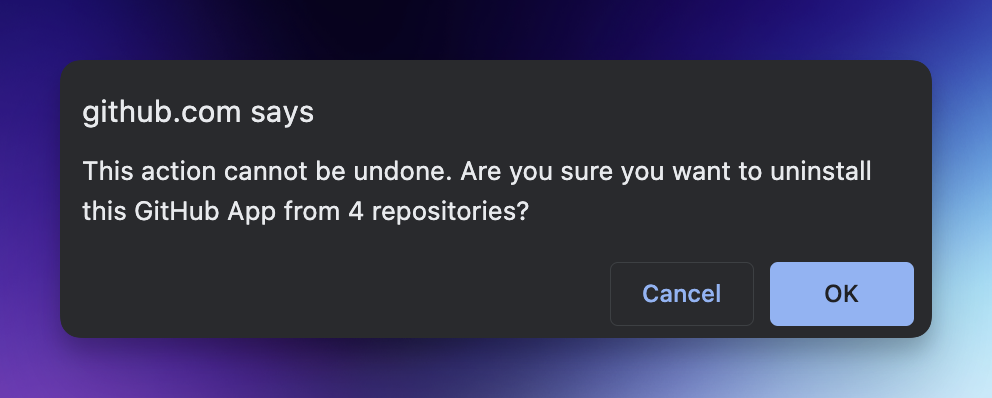 github.com says
This action cannot be undone. Are you sure you want to uninstall
this GitHub App from 4 repositories?
Cancel
OK